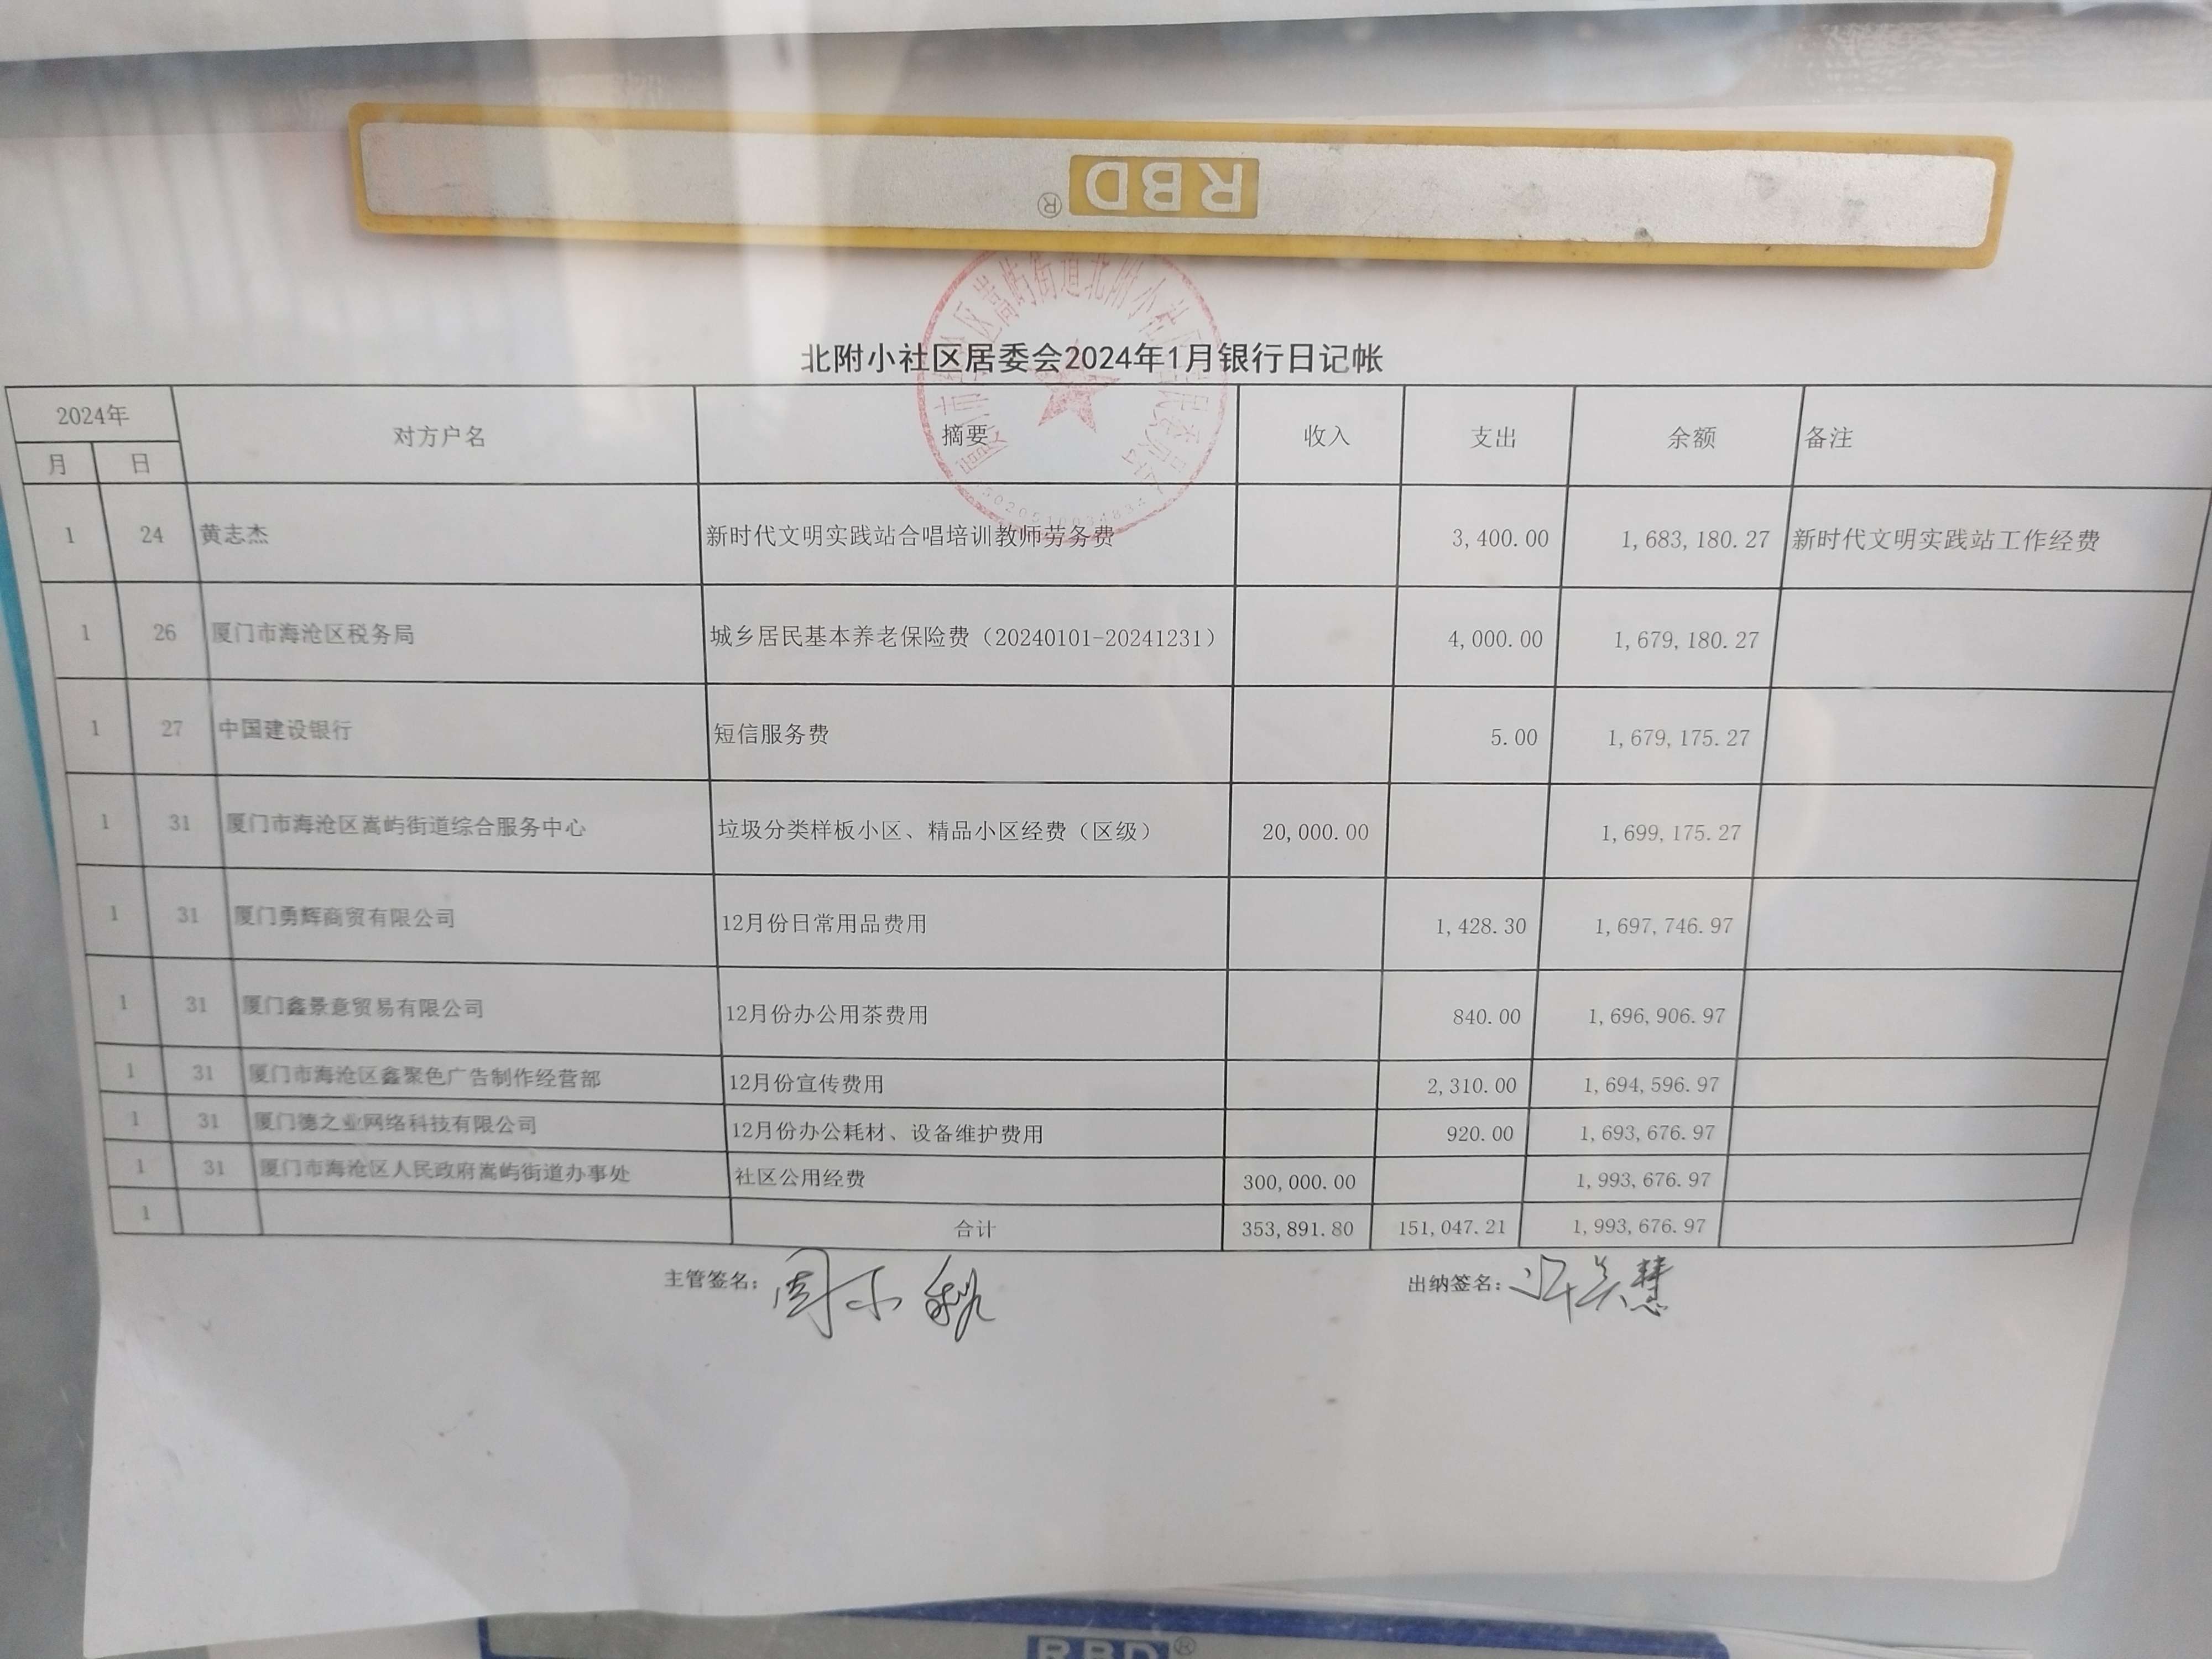 RBD®
北附小社区居委会2024年1月银行日记帐
2024年 对方户名 摘要 收入 支出 余额 备注
月 日
1 24 黄志杰 新时代文明实践站合唱培训教师劳务费 3,400.00 1,683,180.27 新时代文明实践站工作经费
1 26 厦门市海沧区税务局 城乡居民基本养老保险费（20240101-20241231） 4,000.00 1,679,180.27
1 27 中国建设银行 短信服务费 5.00 1,679,175.27
1 31 厦门市海沧区嵩屿街道综合服务中心 垃圾分类样板小区、精品小区经费（区级） 20,000.00 1,699,175.27
1 31 厦门勇辉商贸有限公司 12月份日常用品费用 1,428.30 1,697,746.97
1 31 厦门鑫景意贸易有限公司 12月份办公用茶费用 840.00 1,696,906.97
1 31 厦门市海沧区鑫聚色广告制作经营部 12月份宣传费用 2,310.00 1,694,596.97
1 31 厦门德之业网络科技有限公司 12月份办公耗材、设备维护费用 920.00 1,693,676.97
1 31 厦门市海沧区人民政府嵩屿街道办事处 社区公用经费 300,000.00 1,993,676.97
1 合计 353,891.80 151,047.21 1,993,676.97
主管签名： 出纳签名：
RBD®